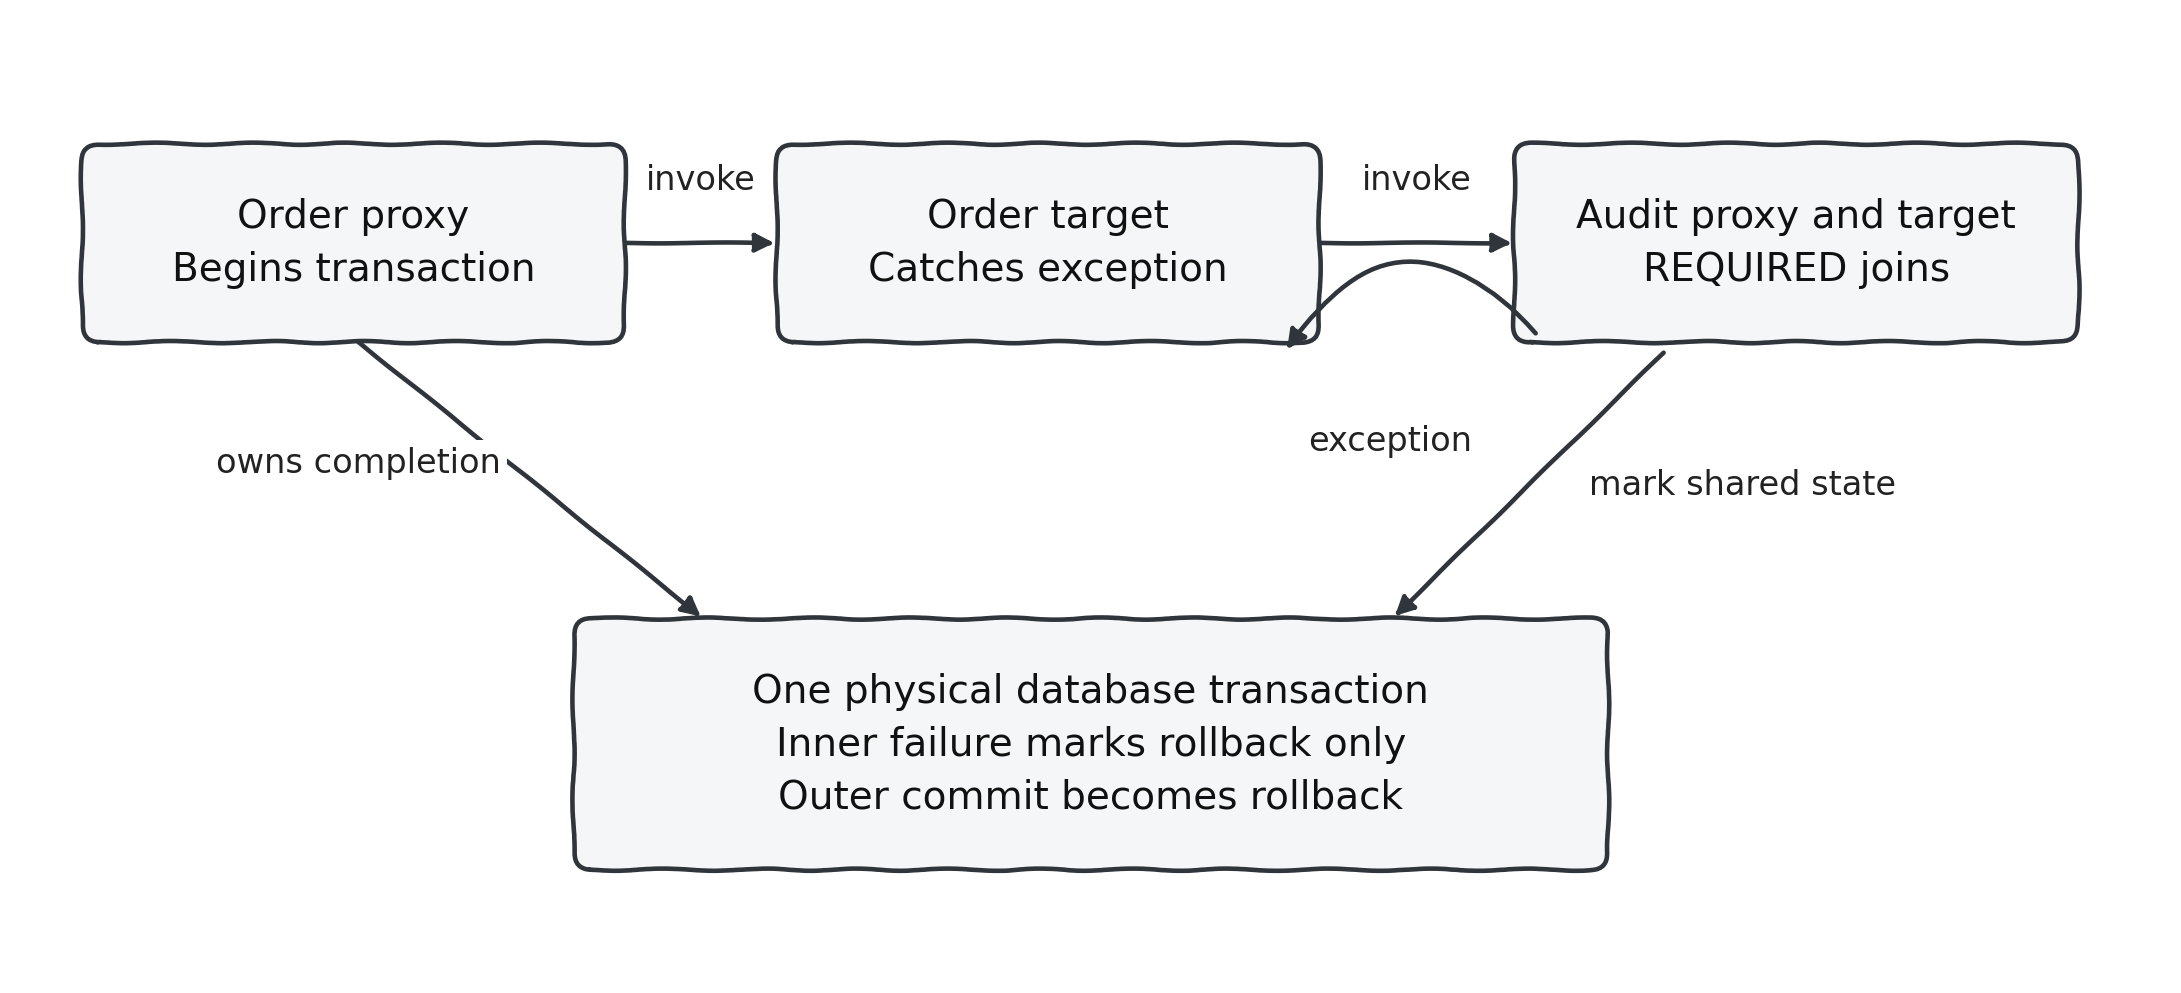 Order proxy
Begins transaction
invoke
Order target
Catches exception
invoke
Audit proxy and target
REQUIRED joins
owns completion
exception
mark shared state
One physical database transaction
Inner failure marks rollback only
Outer commit becomes rollback